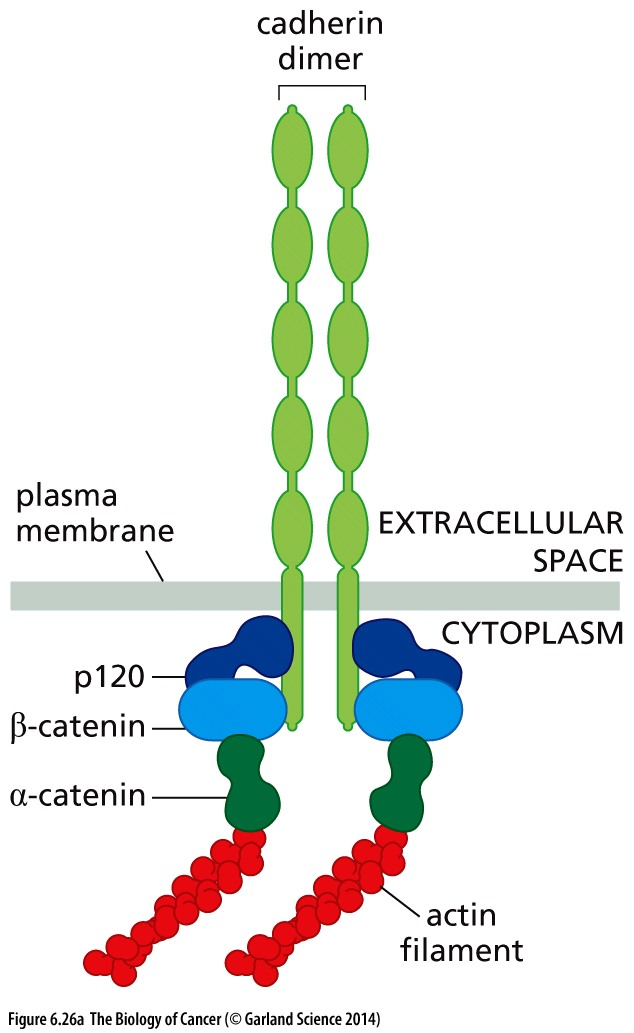 cadherin
dimer
plasma
membrane
EXTRACELLULAR
SPACE
CYTOPLASM
p120
β-catenin
α-catenin
actin
filament
Figure 6.26a The Biology of Cancer (© Garland Science 2014)